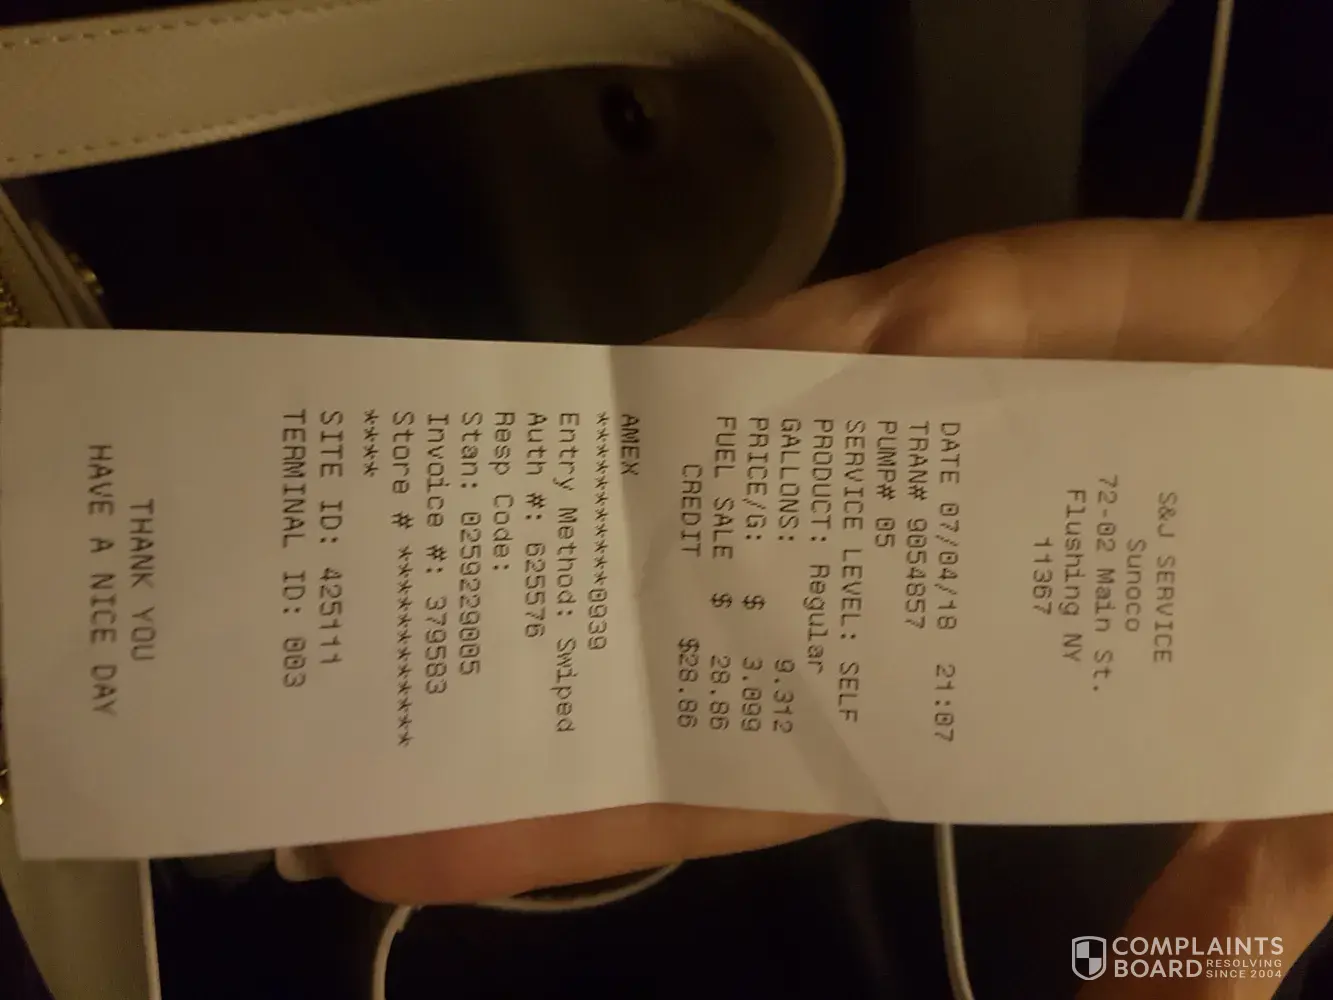 S&J SERVICE
Sunoco
72-02 Main St.
Flushing NY
11367
DATE 07/04/18 21:07
TRAN# 9054857
PUMP# 05
SERVICE LEVEL: SELF
PRODUCT: Regular
GALLONS: 9.312
PRICE/G: $ 3.099
FUEL SALE $ 28.86
CREDIT $28.86
AMEX
***********0939
Entry Method: Swiped
Auth #: 625576
Resp Code:
Stan: 0259229005
Invoice #: 379583
Store # *************
****
SITE ID: 425111
TERMINAL ID: 003
THANK YOU
HAVE A NICE DAY
COMPLAINTS
BOARD RESOLVING
SINCE 2004